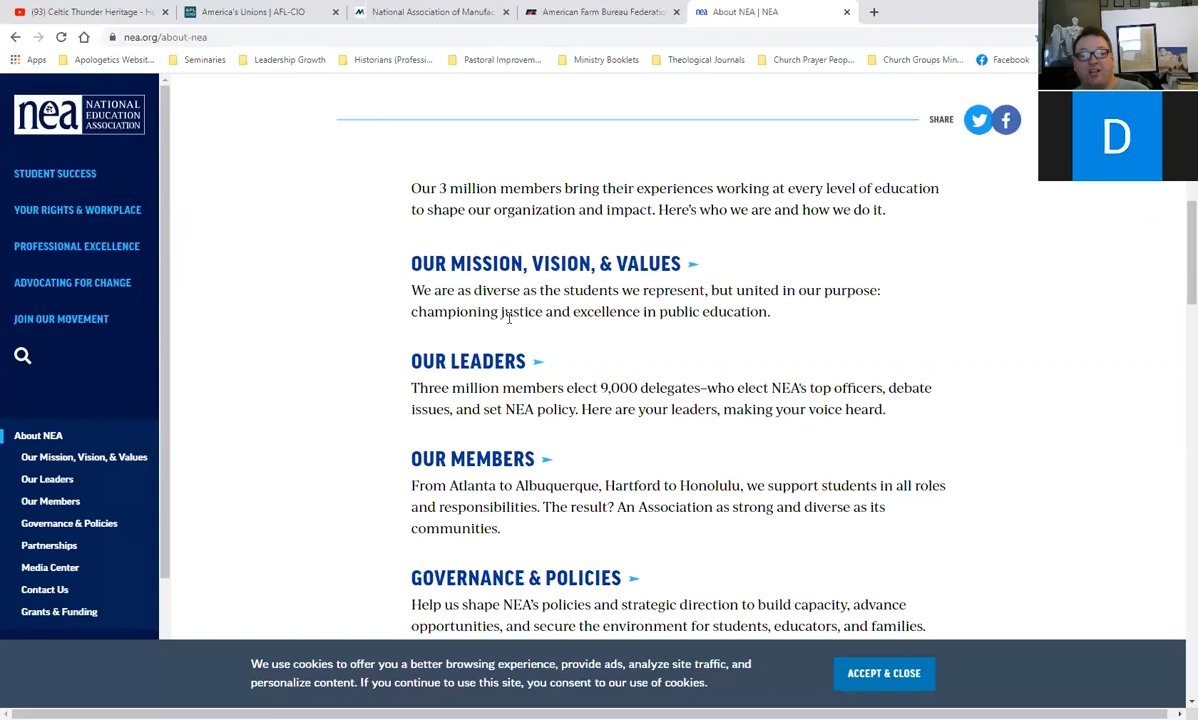 (93) Celtic Thunder Heritage - H
America's Unions | AFL-CIO
National Association of Manufac
American Farm Bureau Federatio
nea
About NEA | NEA
nea.org/about-nea
Apps
Apologetics Websit...
Seminaries
Leadership Growth
Historians (Profess...
Pastoral Improvem...
Ministry Booklets
Theological Journals
Church Prayer Peop...
Church Groups Min...
Facebook
D
nea NATIONAL EDUCATION ASSOCIATION
STUDENT SUCCESS
YOUR RIGHTS & WORKPLACE
PROFESSIONAL EXCELLENCE
ADVOCATING FOR CHANGE
JOIN OUR MOVEMENT
About NEA
Our Mission, Vision, & Values
Our Leaders
Our Members
Governance & Policies
Partnerships
Media Center
Contact Us
Grants & Funding
SHARE
Our 3 million members bring their experiences working at every level of education
to shape our organization and impact. Here's who we are and how we do it.
OUR MISSION, VISION, & VALUES
We are as diverse as the students we represent, but united in our purpose:
championing justice and excellence in public education.
OUR LEADERS
Three million members elect 9,000 delegates–who elect NEA's top officers, debate
issues, and set NEA policy. Here are your leaders, making your voice heard.
OUR MEMBERS
From Atlanta to Albuquerque, Hartford to Honolulu, we support students in all roles
and responsibilities. The result? An Association as strong and diverse as its
communities.
GOVERNANCE & POLICIES
Help us shape NEA's policies and strategic direction to build capacity, advance
opportunities, and secure the environment for students, educators, and families.
We use cookies to offer you a better browsing experience, provide ads, analyze site traffic, and
personalize content. If you continue to use this site, you consent to our use of cookies.
ACCEPT & CLOSE